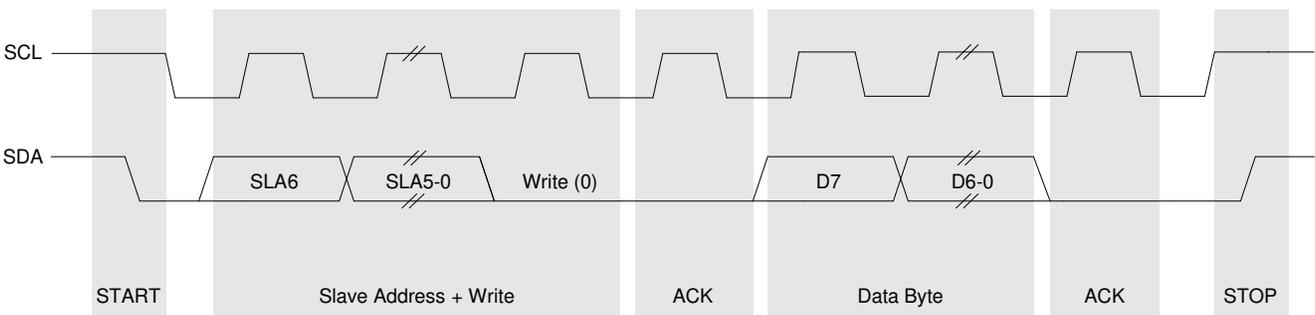 SCL
SDA
SLA6 SLA5-0 Write (0) D7 D6-0
START Slave Address + Write ACK Data Byte ACK STOP